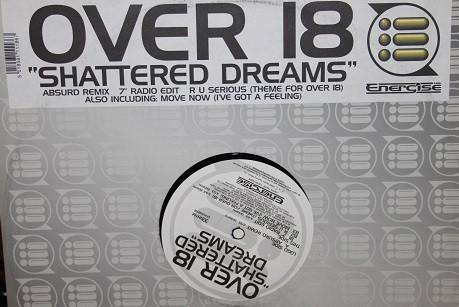 OVER 18
"SHATTERED DREAMS"
ABSURD REMIX 7" RADIO EDIT R U SERIOUS (THEME FOR OVER 18)
ALSO INCLUDING: MOVE NOW (I'VE GOT A FEELING)
ENERGISE
ENERGISE
OVER 18
"SHATTERED
DREAMS"